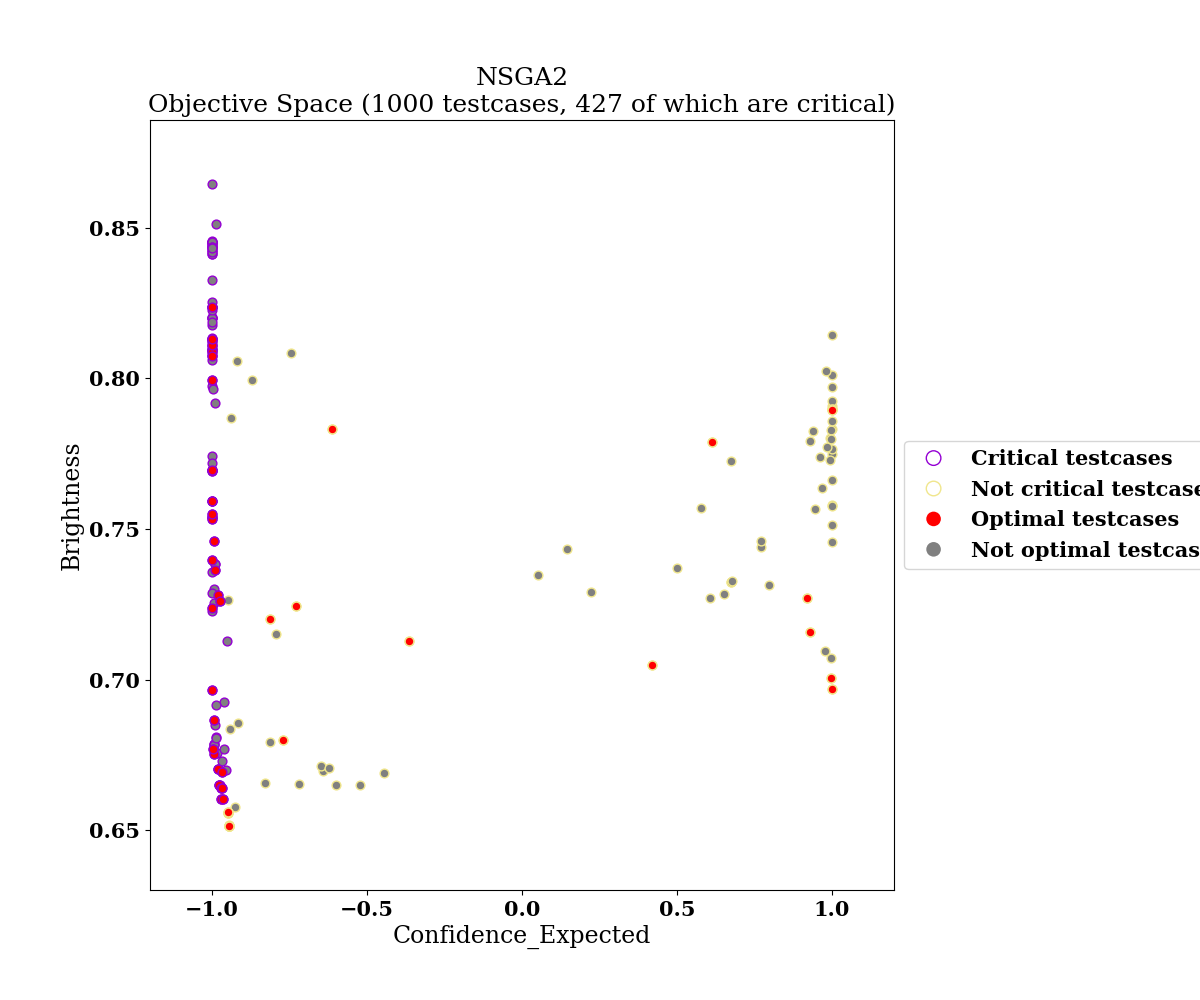 NSGA2
Objective Space (1000 testcases, 427 of which are critical)
0.85
0.80
0.75
0.70
0.65
Brightness
−1.0
−0.5
0.0
0.5
1.0
Confidence_Expected
Critical testcases
Not critical testcase
Optimal testcases
Not optimal testcas